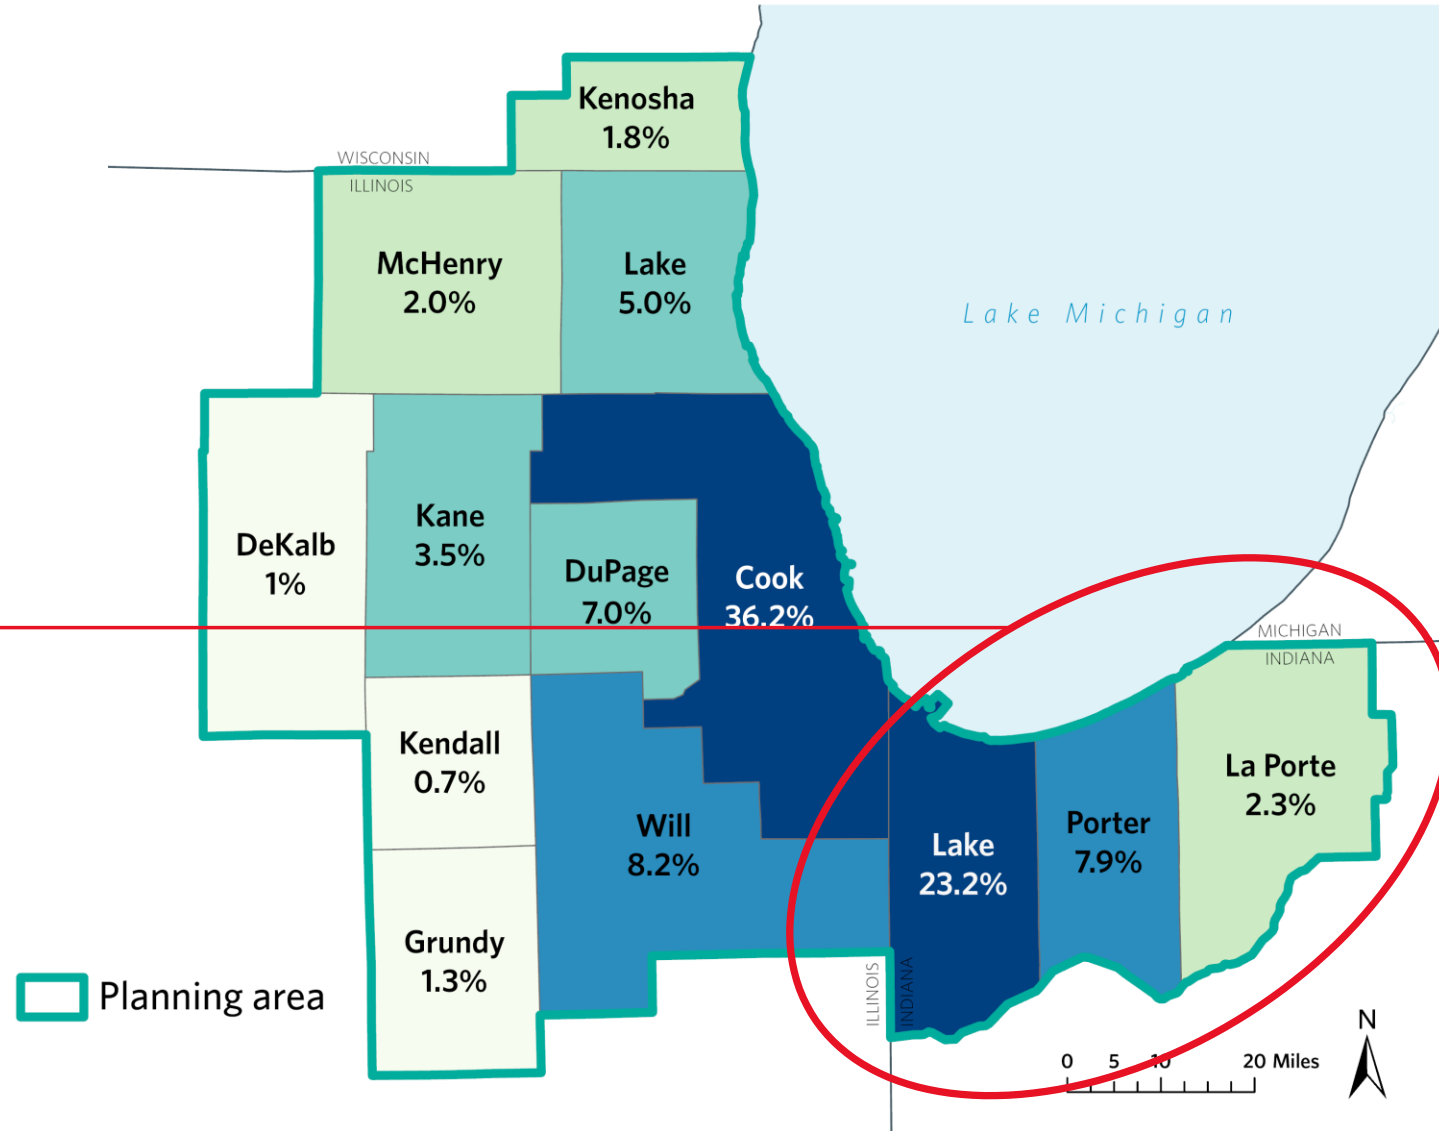 Kenosha
1.8%
WISCONSIN
ILLINOIS
McHenry
2.0%
Lake
5.0%
Lake Michigan
DeKalb
1%
Kane
3.5%
DuPage
7.0%
Cook
36.2%
MICHIGAN
INDIANA
Kendall
0.7%
Will
8.2%
Lake
23.2%
Porter
7.9%
La Porte
2.3%
Grundy
1.3%
ILLINOIS
INDIANA
Planning area
N
0 5 10 20 Miles